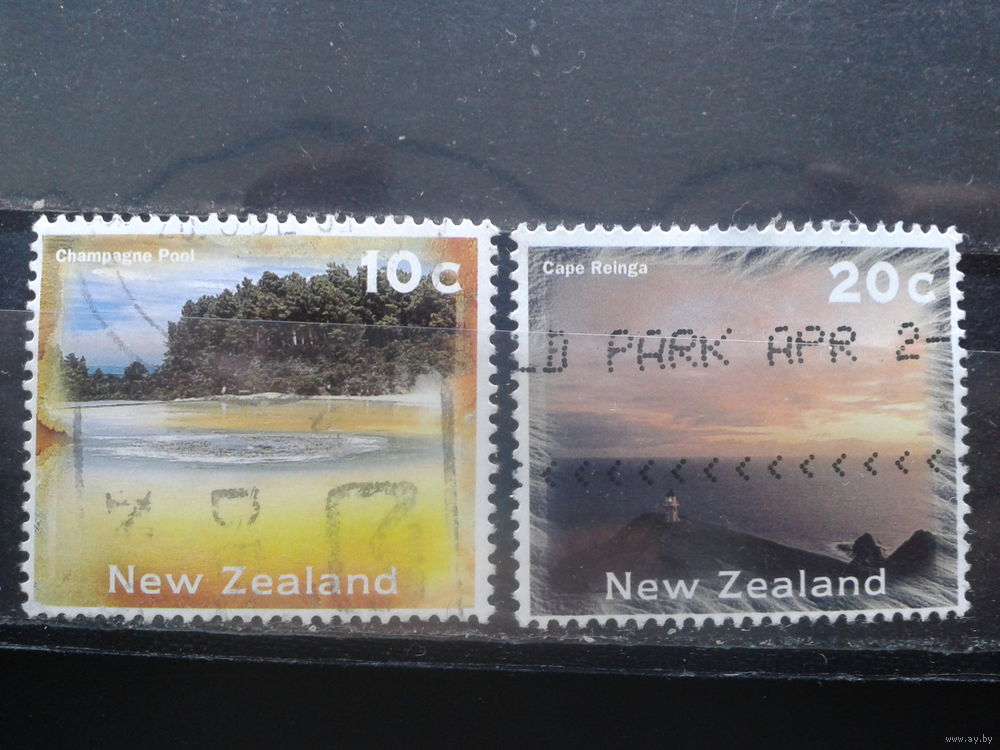 Champagne Pool
10c
New Zealand
Cape Reinga
20c
PARK APR 2-
<<<<<<<<<<<<<
New Zealand
www.ay.by